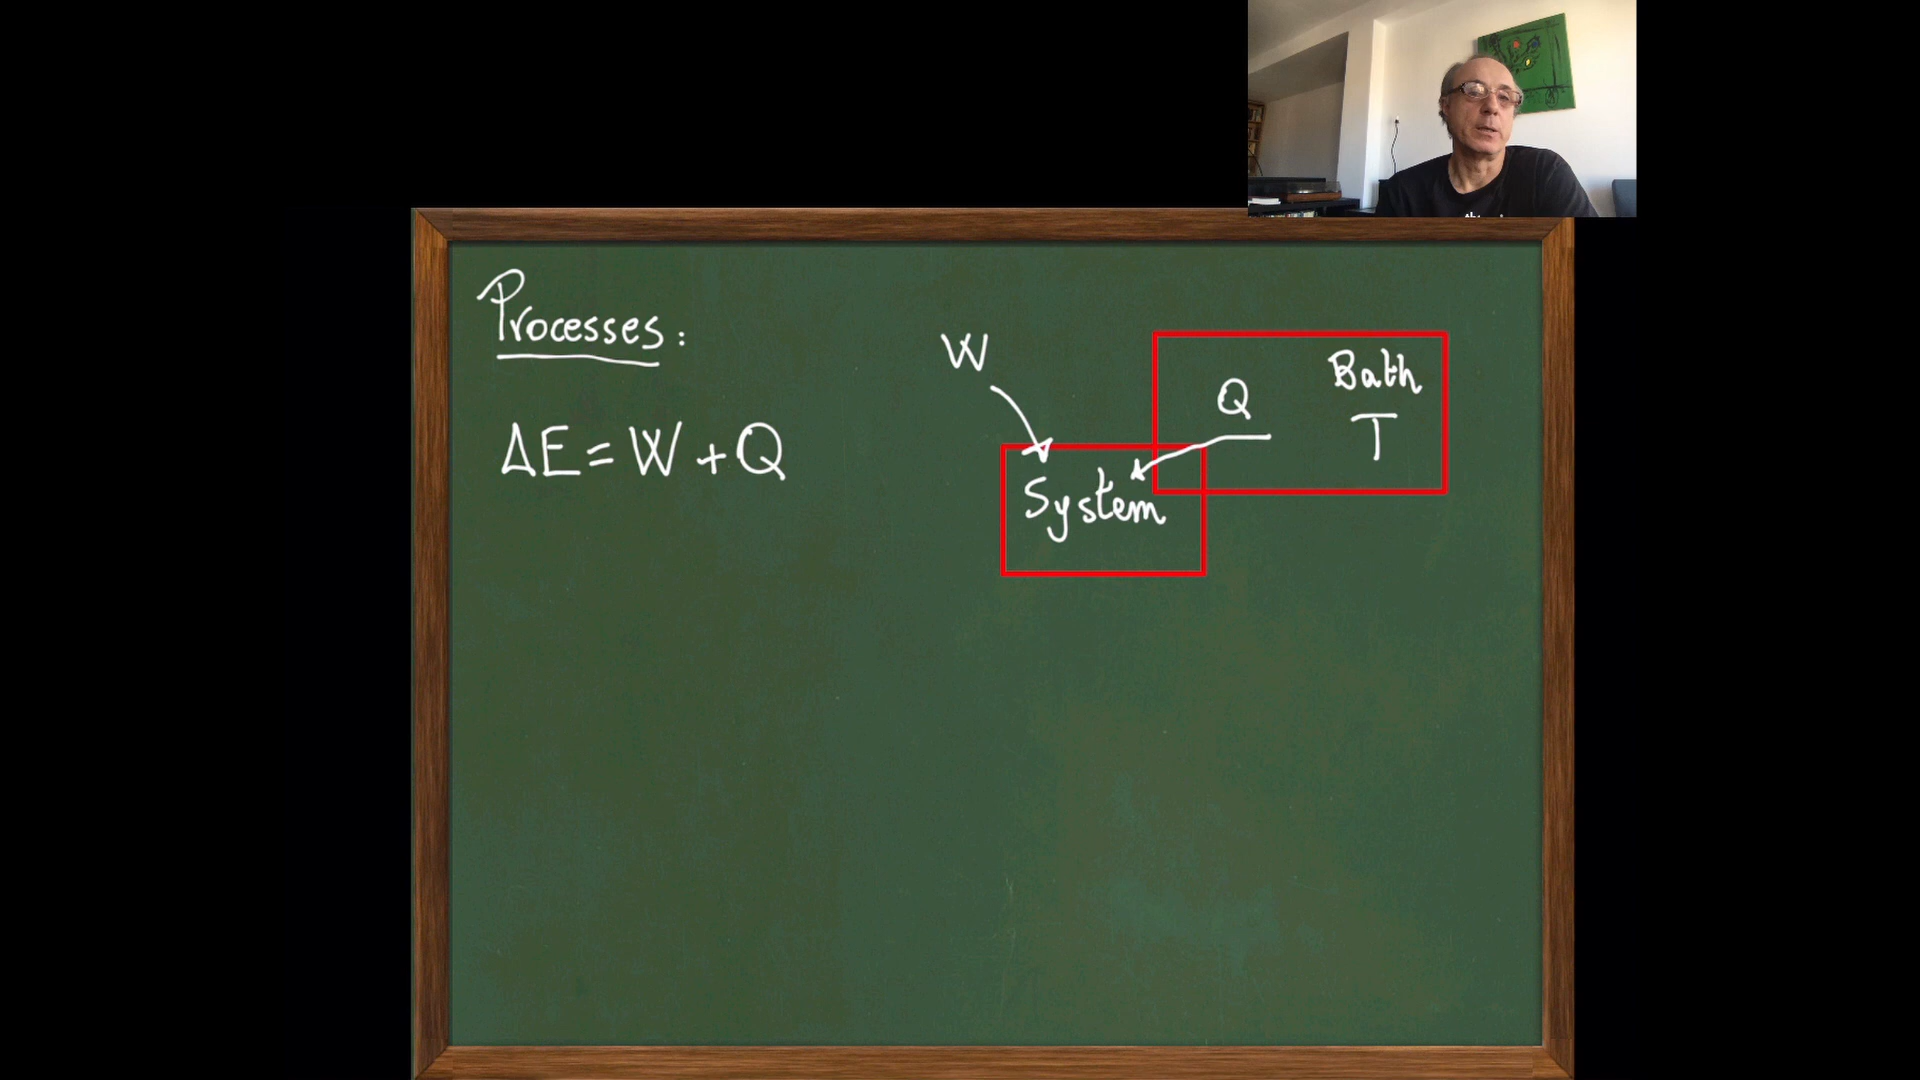 Processes:
ΔE = W + Q
W
Q
Bath
T
System